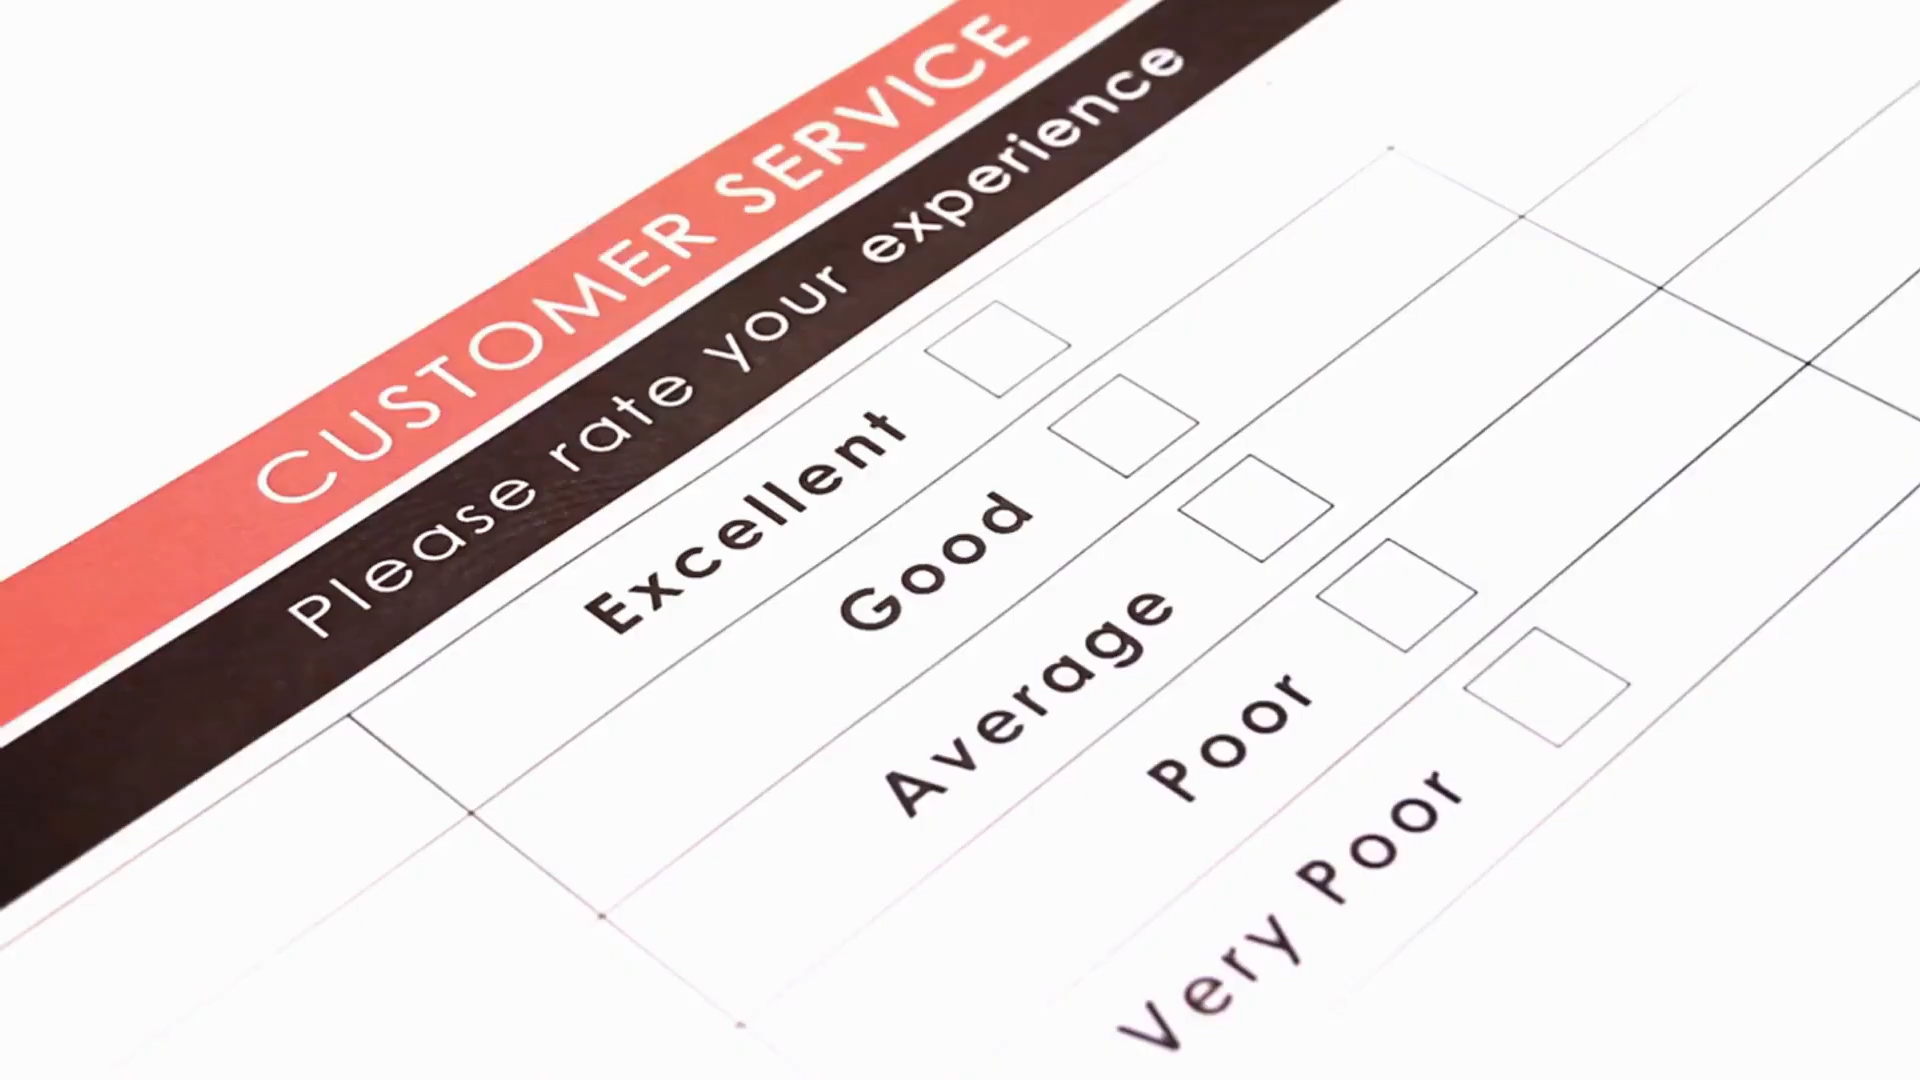 CUSTOMER SERVICE
Please rate your experience
Excellent
Good
Average
Poor
Very Poor